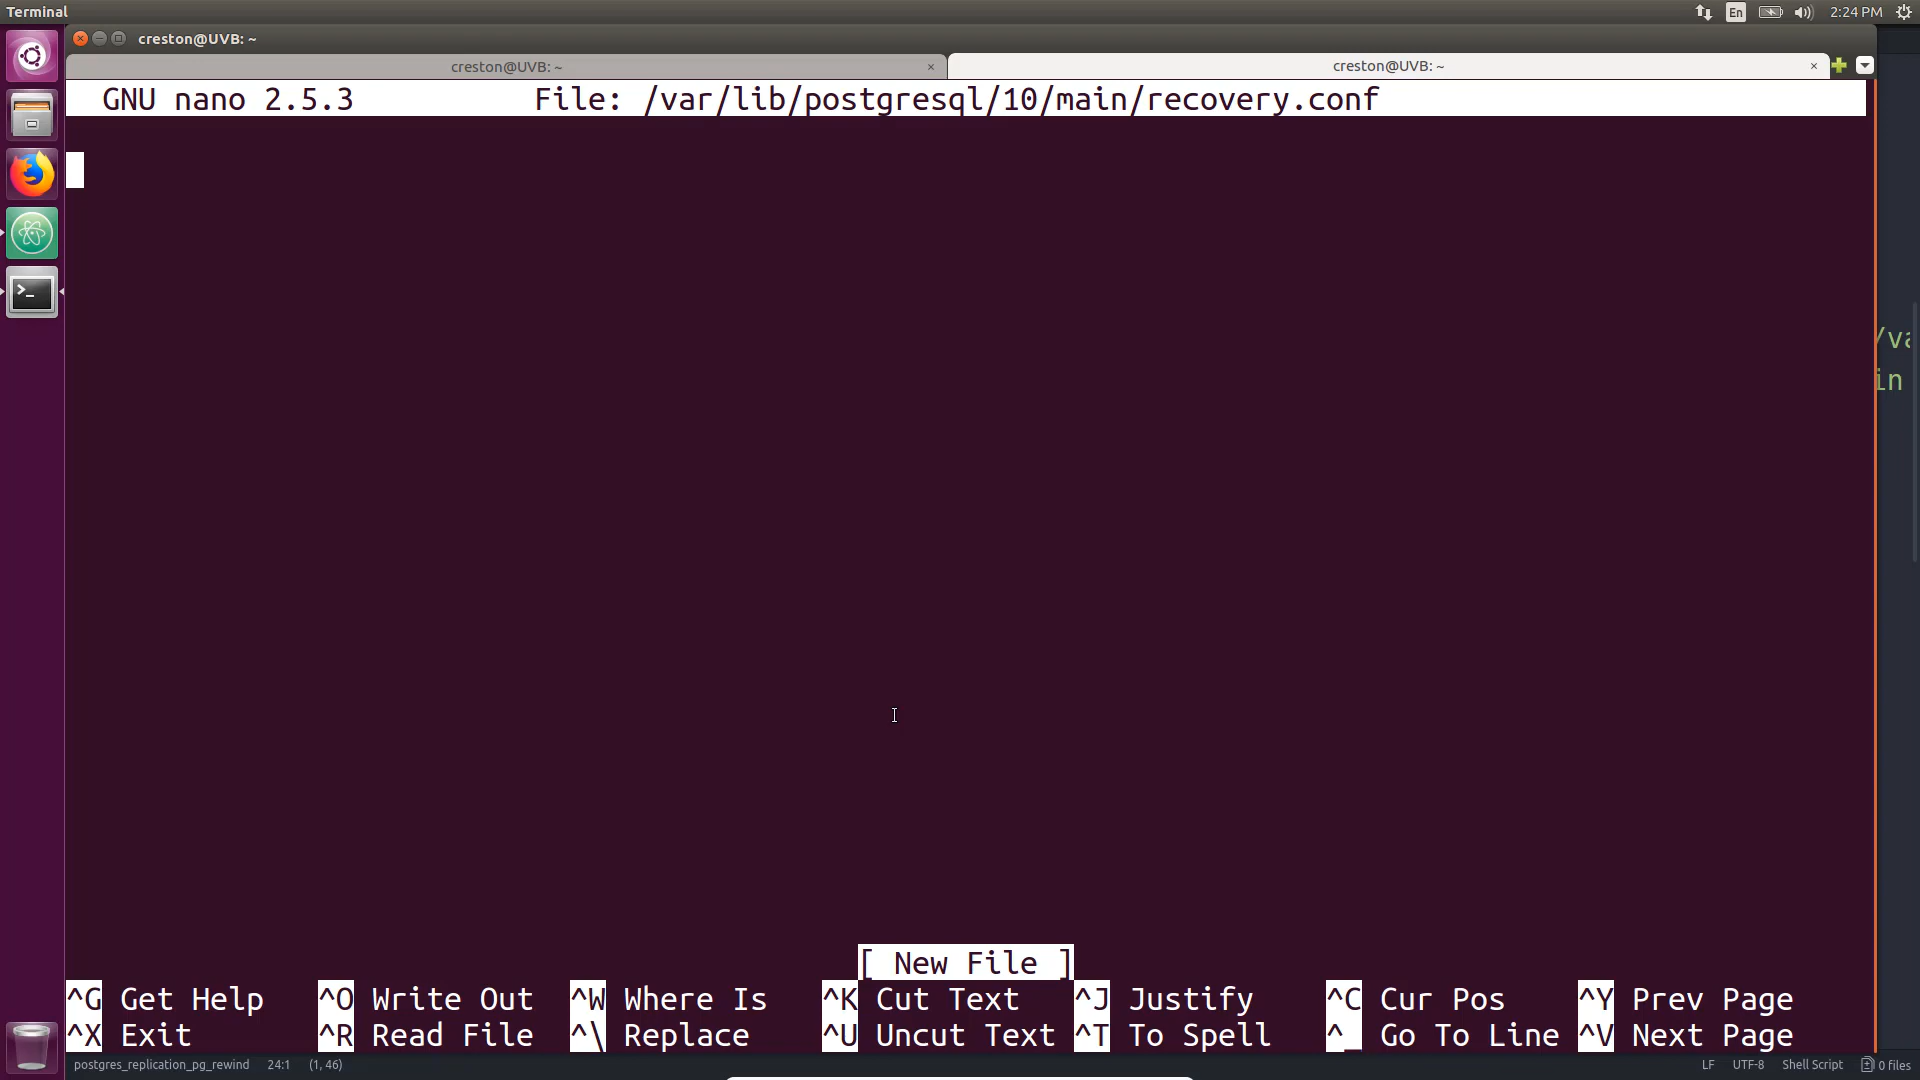 Terminal
En
2:24 PM
creston@UVB: ~
creston@UVB: ~
creston@UVB: ~
GNU nano 2.5.3 File: /var/lib/postgresql/10/main/recovery.conf
in
[ New File ]
^G Get Help ^O Write Out ^W Where Is ^K Cut Text ^J Justify ^C Cur Pos ^Y Prev Page
^X Exit ^R Read File ^\ Replace ^U Uncut Text ^T To Spell ^_ Go To Line ^V Next Page
postgres_replication_pg_rewind 24:1 (1, 46) LF UTF-8 Shell Script 0 files